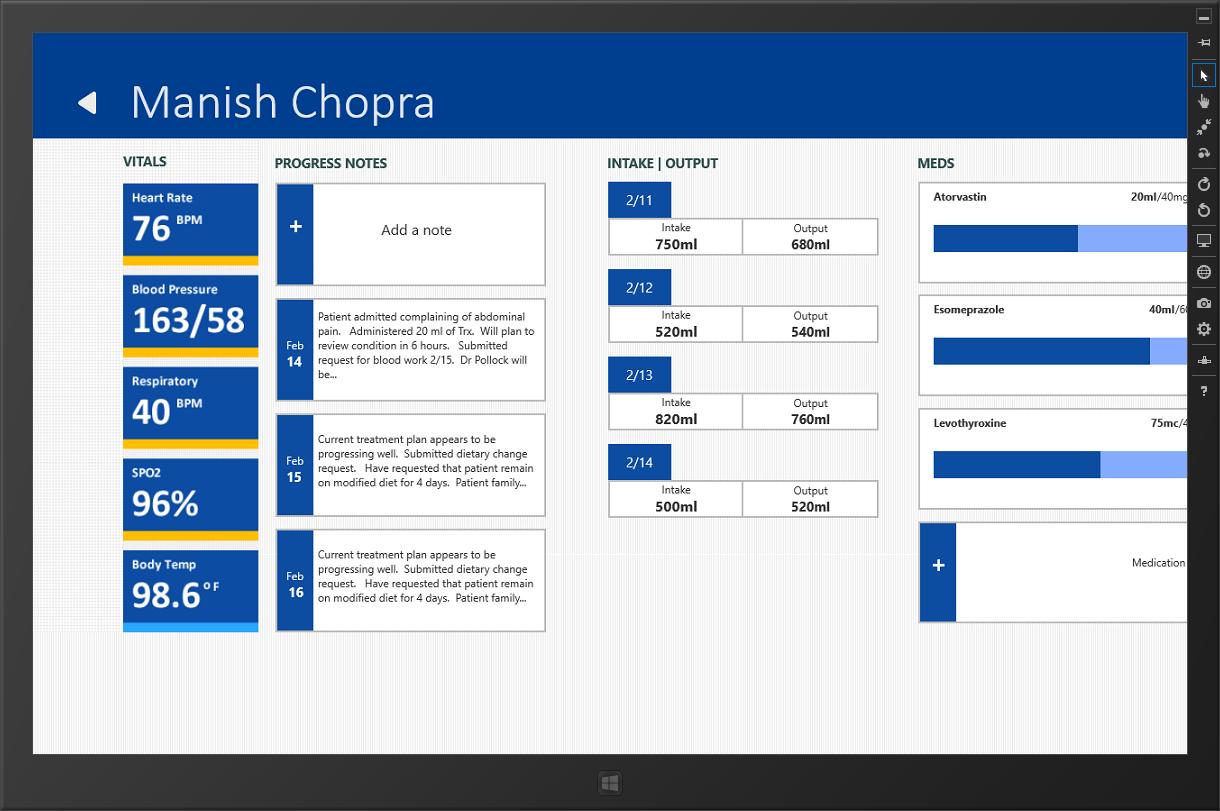 Manish Chopra
VITALS
Heart Rate
76 BPM
Blood Pressure
163/58
Respiratory
40 BPM
SPO2
96%
Body Temp
98.6°F
PROGRESS NOTES
+
Add a note
Feb
14
Patient admitted complaining of abdominal
pain. Administered 20 ml of Trx. Will plan to
review condition in 6 hours. Submitted
request for blood work 2/15. Dr Pollock will
be...
Feb
15
Current treatment plan appears to be
progressing well. Submitted dietary change
request. Have requested that patient remain
on modified diet for 4 days. Patient family...
Feb
16
Current treatment plan appears to be
progressing well. Submitted dietary change
request. Have requested that patient remain
on modified diet for 4 days. Patient family...
INTAKE | OUTPUT
2/11
Intake Output
750ml 680ml
2/12
Intake Output
520ml 540ml
2/13
Intake Output
820ml 760ml
2/14
Intake Output
500ml 520ml
MEDS
Atorvastin 20ml/40mg
Esomeprazole 40ml/6
Levothyroxine 75mc/4
+
Medication
?